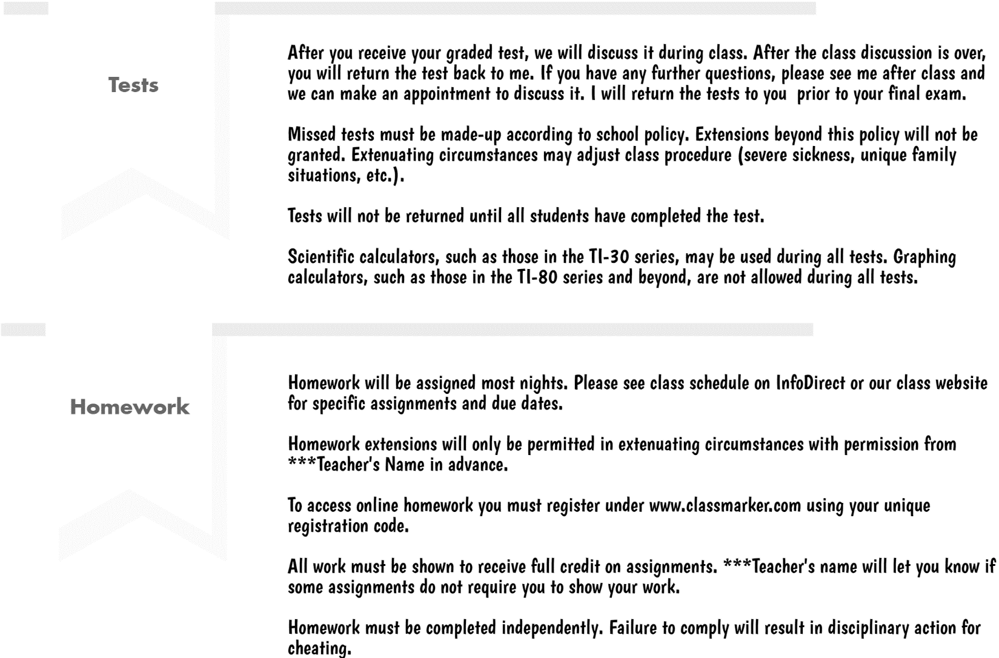 Tests
After you receive your graded test, we will discuss it during class. After the class discussion is over,
you will return the test back to me. If you have any further questions, please see me after class and
we can make an appointment to discuss it. I will return the tests to you  prior to your final exam.
Missed tests must be made-up according to school policy. Extensions beyond this policy will not be
granted. Extenuating circumstances may adjust class procedure (severe sickness, unique family
situations, etc.).
Tests will not be returned until all students have completed the test.
Scientific calculators, such as those in the TI-30 series, may be used during all tests. Graphing
calculators, such as those in the TI-80 series and beyond, are not allowed during all tests.
Homework
Homework will be assigned most nights. Please see class schedule on InfoDirect or our class website
for specific assignments and due dates.
Homework extensions will only be permitted in extenuating circumstances with permission from
***Teacher's Name in advance.
To access online homework you must register under www.classmarker.com using your unique
registration code.
All work must be shown to receive full credit on assignments. ***Teacher's name will let you know if
some assignments do not require you to show your work.
Homework must be completed independently. Failure to comply will result in disciplinary action for
cheating.